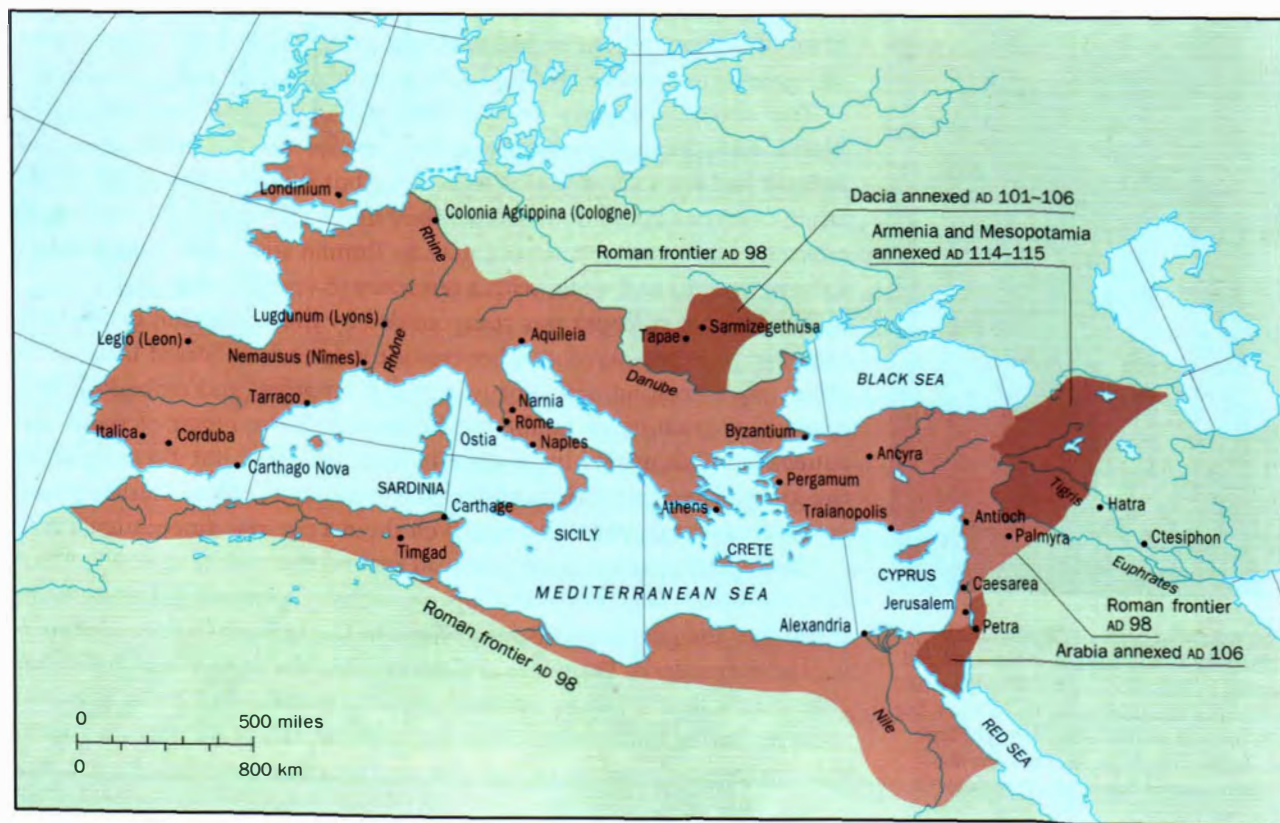 Londinium
Colonia Agrippina (Cologne)
Rhine
Dacia annexed AD 101–106
Armenia and Mesopotamia
annexed AD 114–115
Roman frontier AD 98
Lugdunum (Lyons)
Legio (Leon)
Nemausus (Nîmes)
Rhône
Aquileia
Tapae
Sarmizegethusa
Danube
BLACK SEA
Tarraco
Narnia
Rome
Ostia
Naples
Italica
Corduba
Carthago Nova
Byzantium
Ancyra
Pergamum
SARDINIA
Carthage
Athens
Traianopolis
Tigris
Hatra
Antioch
Palmyra
Ctesiphon
Euphrates
Timgad
SICILY
CRETE
CYPRUS
MEDITERRANEAN SEA
Caesarea
Jerusalem
Petra
Alexandria
Roman frontier
AD 98
Arabia annexed AD 106
Roman frontier AD 98
Nile
RED SEA
0 500 miles
0 800 km